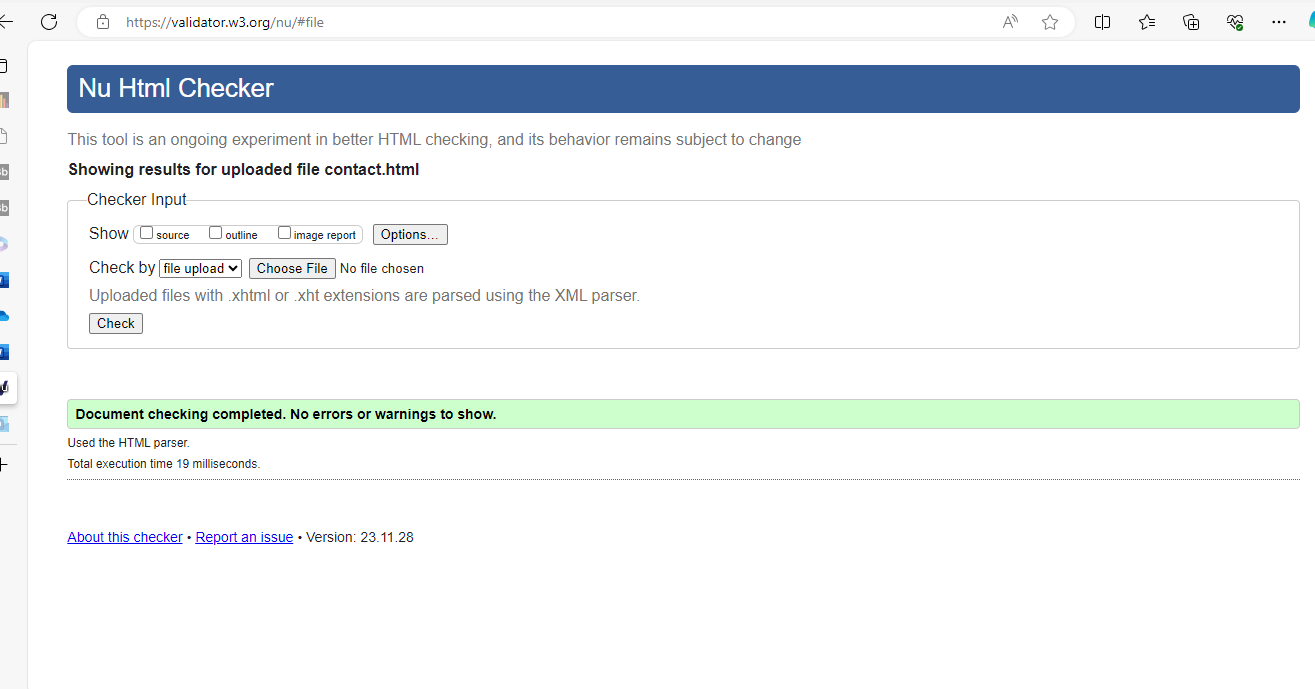 https://validator.w3.org/nu/#file
Nu Html Checker
This tool is an ongoing experiment in better HTML checking, and its behavior remains subject to change
Showing results for uploaded file contact.html
Checker Input
Show source outline image report Options...
Check by file upload Choose File No file chosen
Uploaded files with .xhtml or .xht extensions are parsed using the XML parser.
Check
Document checking completed. No errors or warnings to show.
Used the HTML parser.
Total execution time 19 milliseconds.
About this checker • Report an issue • Version: 23.11.28